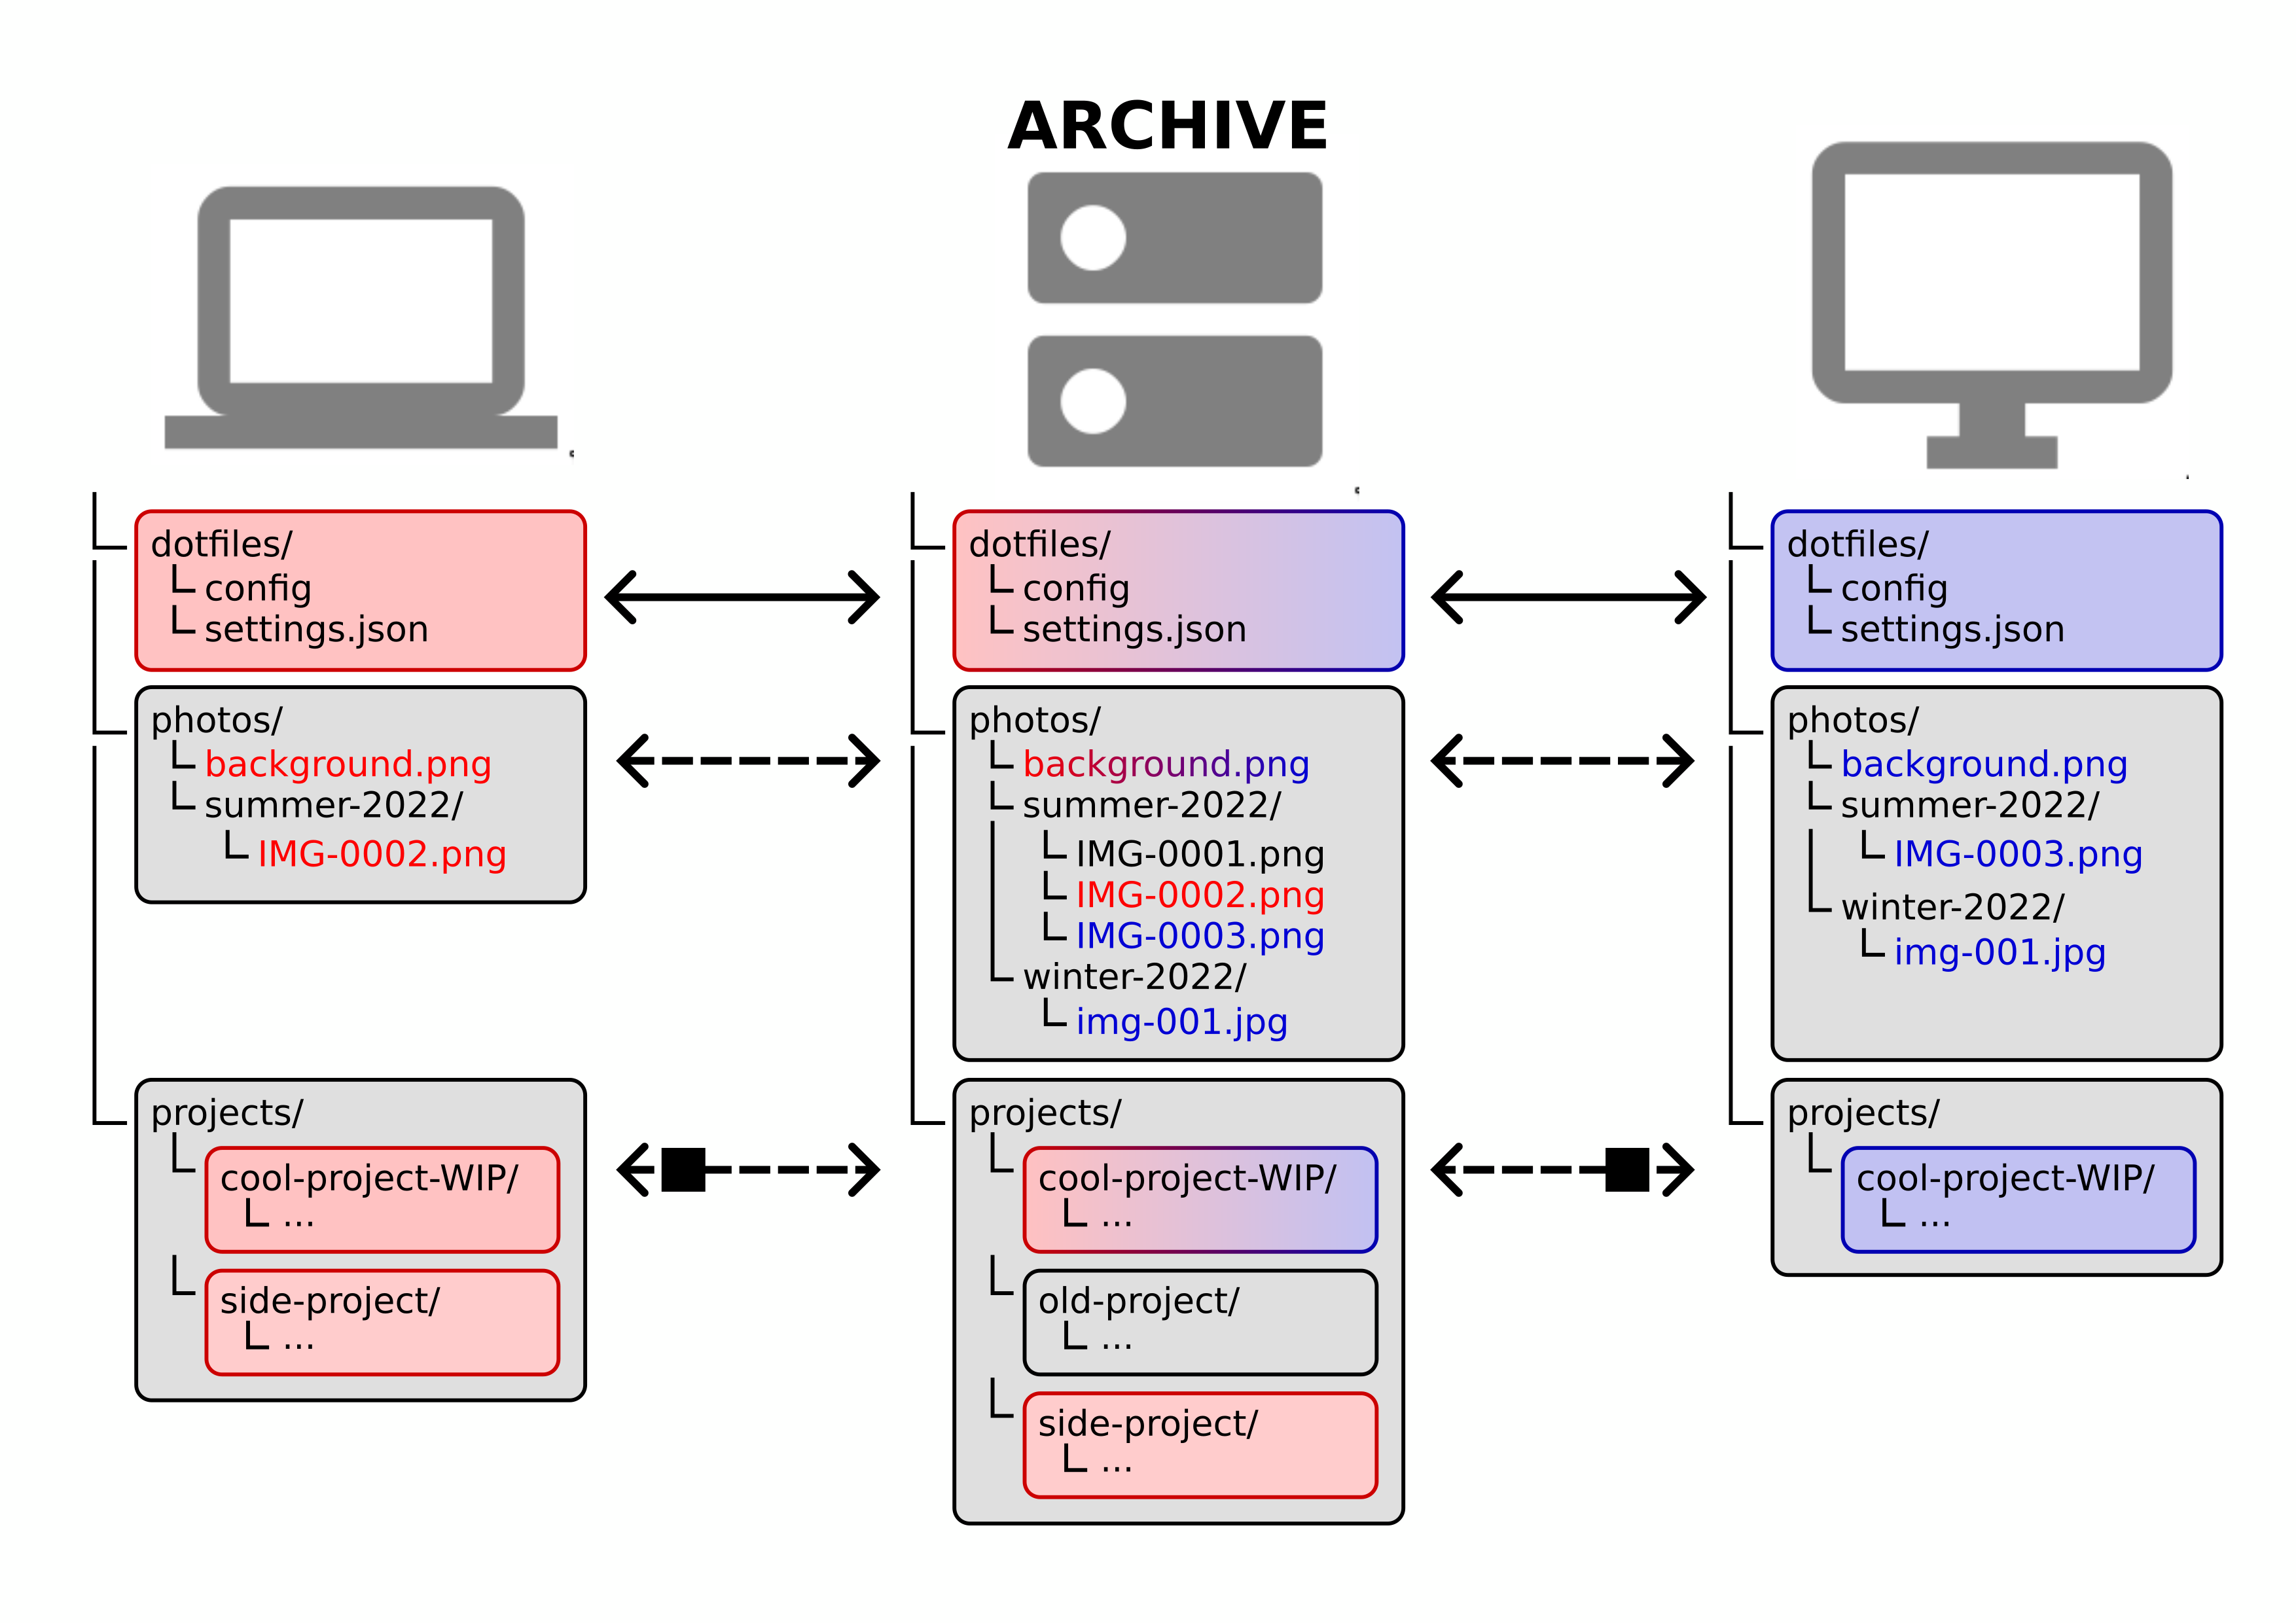 ARCHIVE
dotfiles/
config
settings.json
photos/
background.png
summer-2022/
IMG-0002.png
projects/
cool-project-WIP/
...
side-project/
...
dotfiles/
config
settings.json
photos/
background.png
summer-2022/
IMG-0001.png
IMG-0002.png
IMG-0003.png
winter-2022/
img-001.jpg
projects/
cool-project-WIP/
...
old-project/
...
side-project/
...
dotfiles/
config
settings.json
photos/
background.png
summer-2022/
IMG-0003.png
winter-2022/
img-001.jpg
projects/
cool-project-WIP/
...